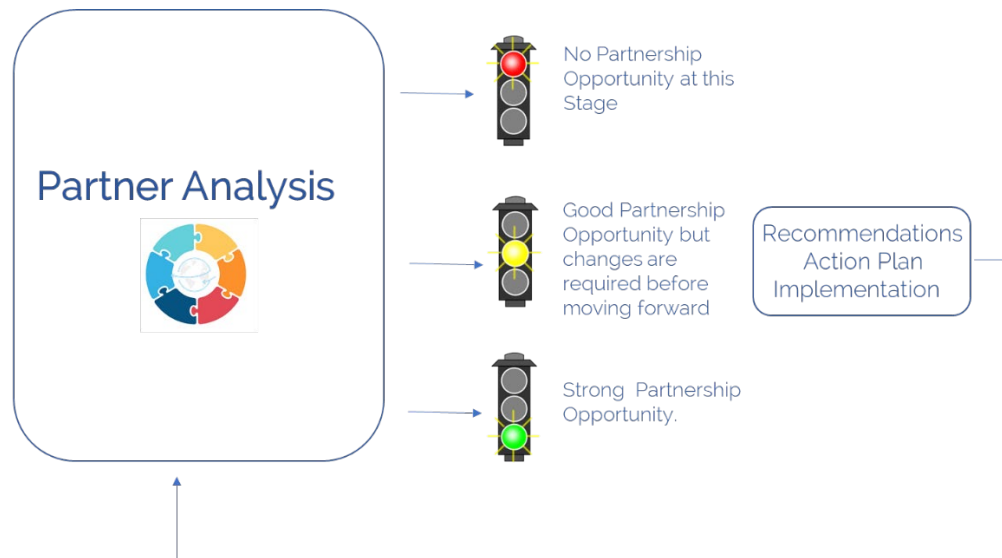 Partner Analysis
No Partnership
Opportunity at this
Stage
Good Partnership
Opportunity but
changes are
required before
moving forward
Recommendations
Action Plan
Implementation
Strong Partnership
Opportunity.